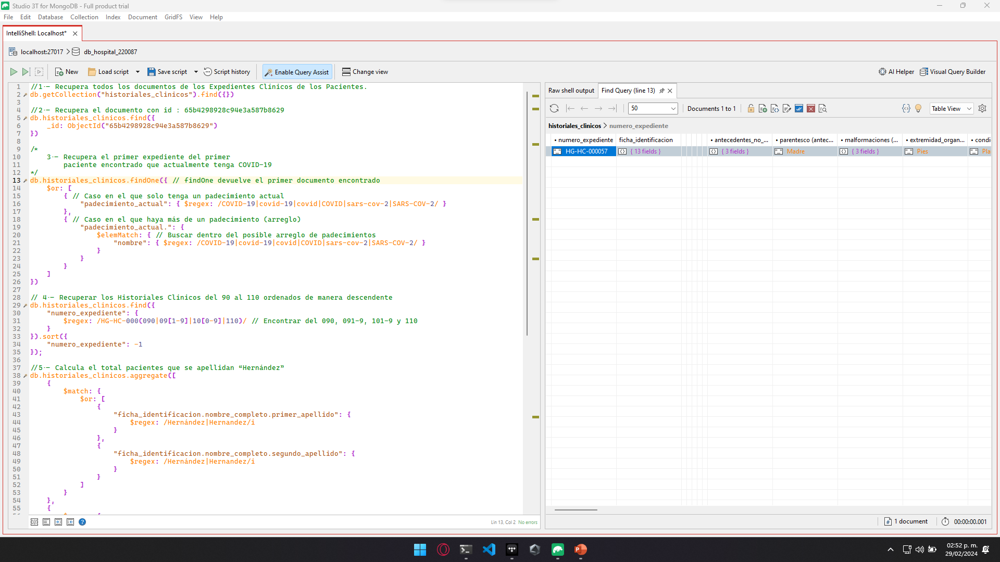 Studio 3T for MongoDB - Full product trial
File Edit Database Collection Index Document GridFS View Help
IntelliShell: Localhost*
localhost:27017 db_hospital_220087
New Load script Save script Script history Enable Query Assist Change view AI Helper Visual Query Builder
1 //1.- Recupera todos los documentos de los Expedientes Clínicos de los Pacientes.
2 db.getCollection("historiales_clinicos").find({})
3
4 //2.- Recupera el documento con id : 65b4298928c94e3a587b8629
5 db.historiales_clinicos.find({
6 _id: ObjectId("65b4298928c94e3a587b8629")
7 })
8
9 /*
10 3.- Recupera el primer expediente del primer
11 paciente encontrado que actualmente tenga COVID-19
12 */
13 db.historiales_clinicos.findOne({ // findOne devuelve el primer documento encontrado
14 $or: [
15 { // Caso en el que solo tenga un padecimiento actual
16 "padecimiento_actual": { $regex: /COVID-19|covid-19|covid|COVID|sars-cov-2|SARS-COV-2/ }
17 },
18 { // Caso en el que haya más de un padecimiento (arreglo)
19 "padecimiento_actual.": {
20 $elemMatch: { // Buscar dentro del posible arreglo de padecimientos
21 "nombre": { $regex: /COVID-19|covid-19|covid|COVID|sars-cov-2|SARS-COV-2/ }
22 }
23 }
24 }
25 ]
26 })
27
28 // 4.- Recuperar los Historiales Clinicos del 90 al 110 ordenados de manera descendente
29 db.historiales_clinicos.find({
30 "numero_expediente": {
31 $regex: /HG-HC-000(090|09[1-9]|10[0-9]|110)/ // Encontrar del 090, 091-9, 101-9 y 110
32 }
33 }).sort({
34 "numero_expediente": -1
35 });
36
37 //5.- Calcula el total pacientes que se apellidan “Hernández”
38 db.historiales_clinicos.aggregate([
39 {
40 $match: {
41 $or: [
42 {
43 "ficha_identificacion.nombre_completo.primer_apellido": {
44 $regex: /Hernández|Hernandez/i
45 }
46 },
47 {
48 "ficha_identificacion.nombre_completo.segundo_apellido": {
49 $regex: /Hernández|Hernandez/i
50 }
51 }
52 ]
53 }
54 },
55 {
Lin 13, Col 2 No errors
Raw shell output Find Query (line 13)
50 Documents 1 to 1 Table View
historiales_clinicos numero_expediente
numero_expediente ficha_identificacion antecedentes_no_... parentesco (antec... malformaciones (... extremidad_organ... condi
HG-HC-000057 { 13 fields } { 3 fields } Madre { 3 fields } Pies Pla
1 document 00:00:00.001
02:52 p. m.
29/02/2024